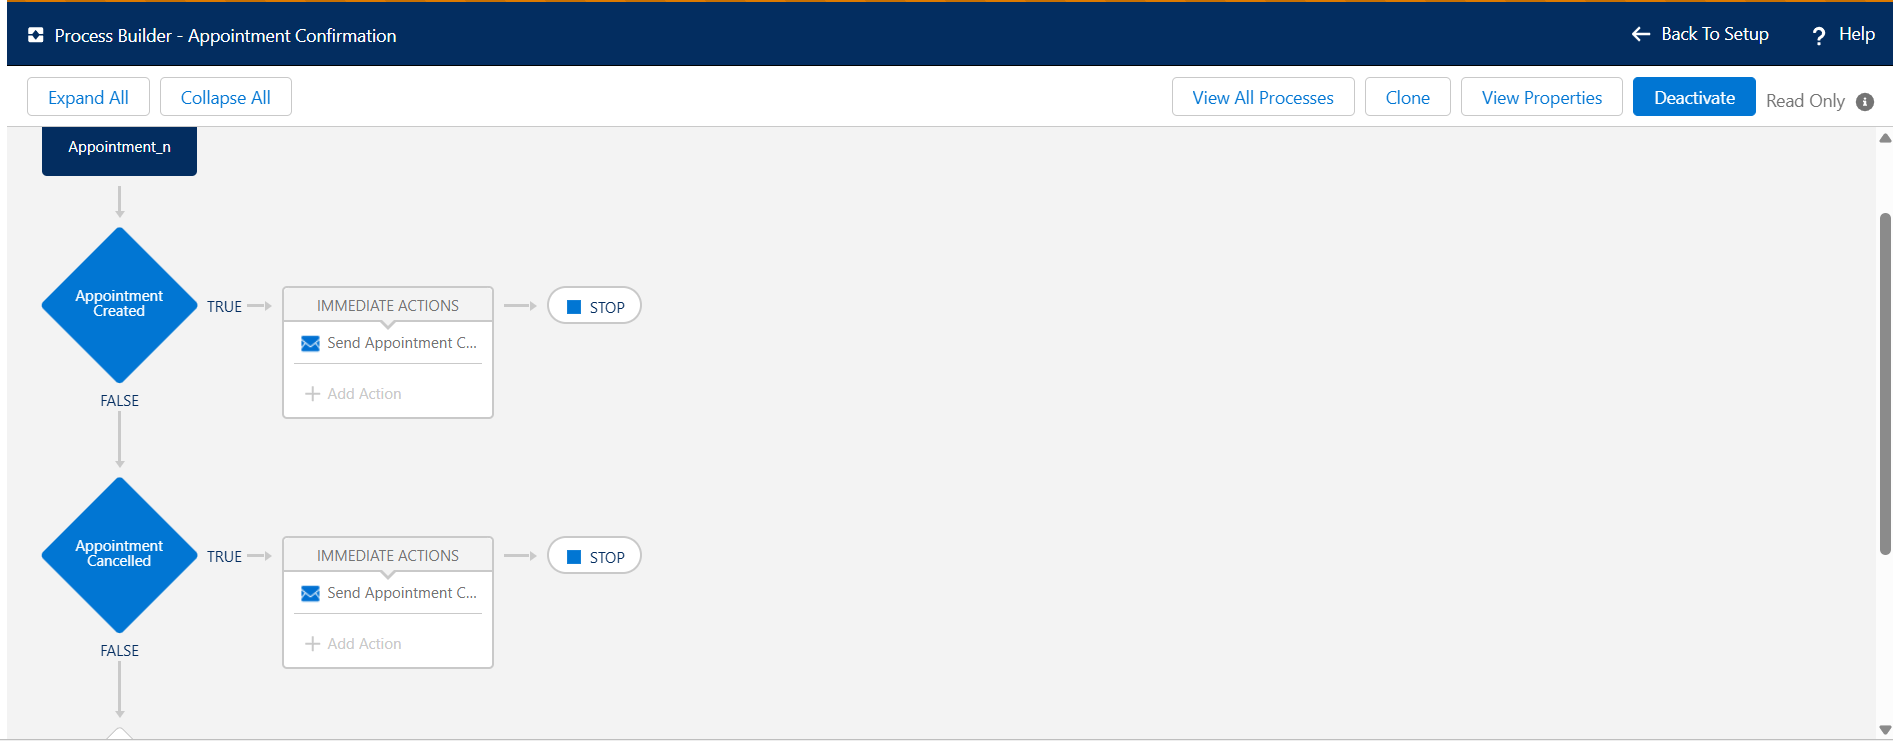 Process Builder - Appointment Confirmation
Back To Setup
Help
Expand All
Collapse All
View All Processes
Clone
View Properties
Deactivate
Read Only
Appointment_n
Appointment
Created
TRUE
IMMEDIATE ACTIONS
STOP
Send Appointment C...
Add Action
FALSE
Appointment
Cancelled
TRUE
IMMEDIATE ACTIONS
STOP
Send Appointment C...
Add Action
FALSE